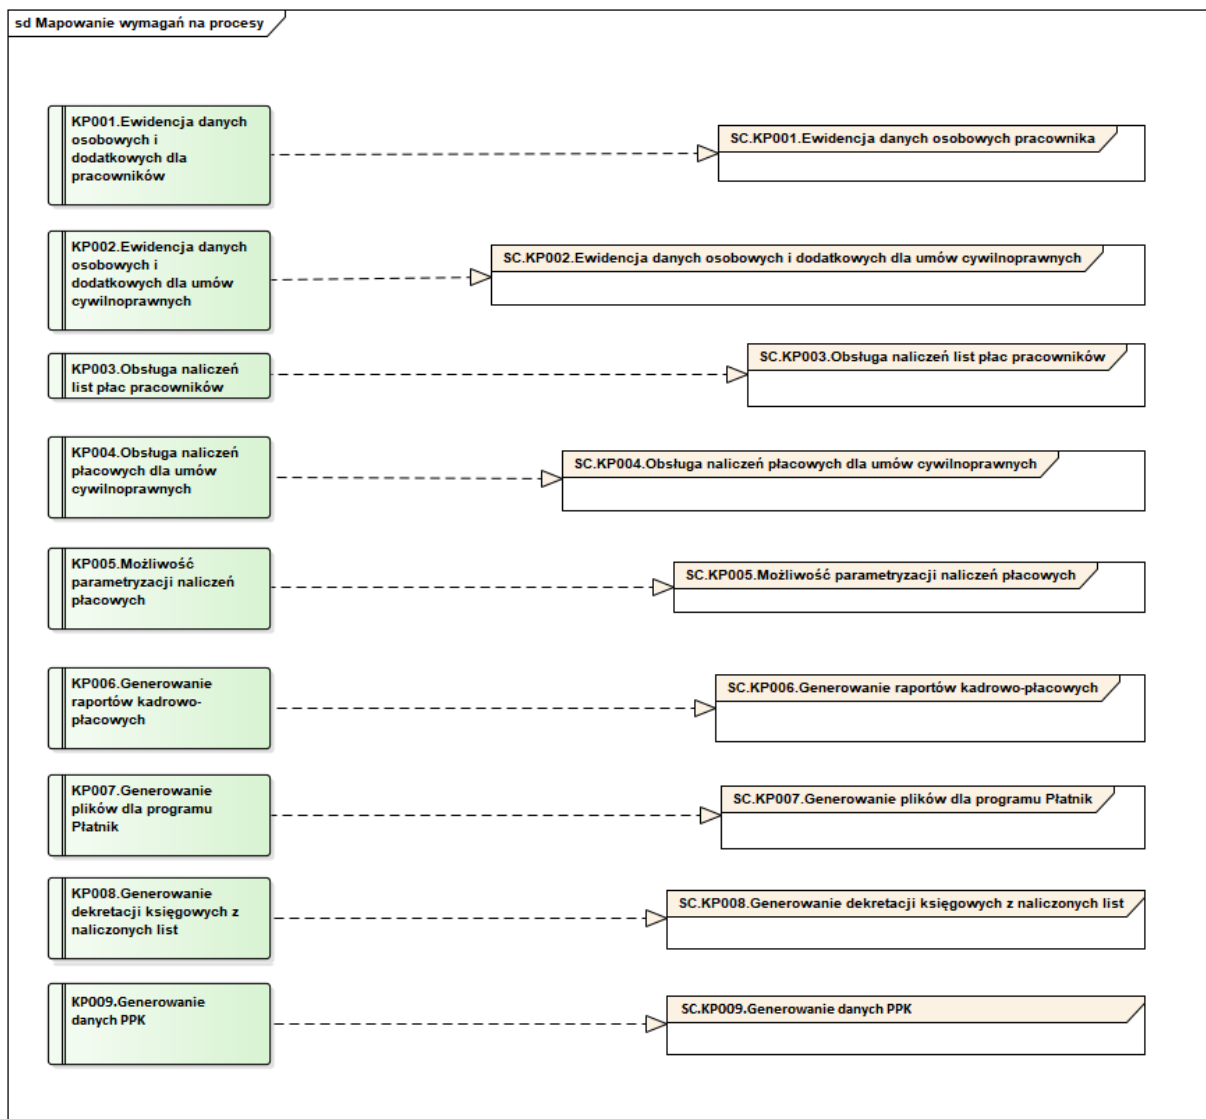 sd Mapowanie wymagań na procesy
KP001.Ewidencja danych
osobowych i
dodatkowych dla
pracowników
SC.KP001.Ewidencja danych osobowych pracownika
KP002.Ewidencja danych
osobowych i
dodatkowych dla umów
cywilnoprawnych
SC.KP002.Ewidencja danych osobowych i dodatkowych dla umów cywilnoprawnych
KP003.Obsługa naliczeń
list płac pracowników
SC.KP003.Obsługa naliczeń list płac pracowników
KP004.Obsługa naliczeń
płacowych dla umów
cywilnoprawnych
SC.KP004.Obsługa naliczeń płacowych dla umów cywilnoprawnych
KP005.Możliwość
parametryzacji naliczeń
płacowych
SC.KP005.Możliwość parametryzacji naliczeń płacowych
KP006.Generowanie
raportów kadrowo-
płacowych
SC.KP006.Generowanie raportów kadrowo-płacowych
KP007.Generowanie
plików dla programu
Płatnik
SC.KP007.Generowanie plików dla programu Płatnik
KP008.Generowanie
dekretacji księgowych z
naliczonych list
SC.KP008.Generowanie dekretacji księgowych z naliczonych list
KP009.Generowanie
danych PPK
SC.KP009.Generowanie danych PPK